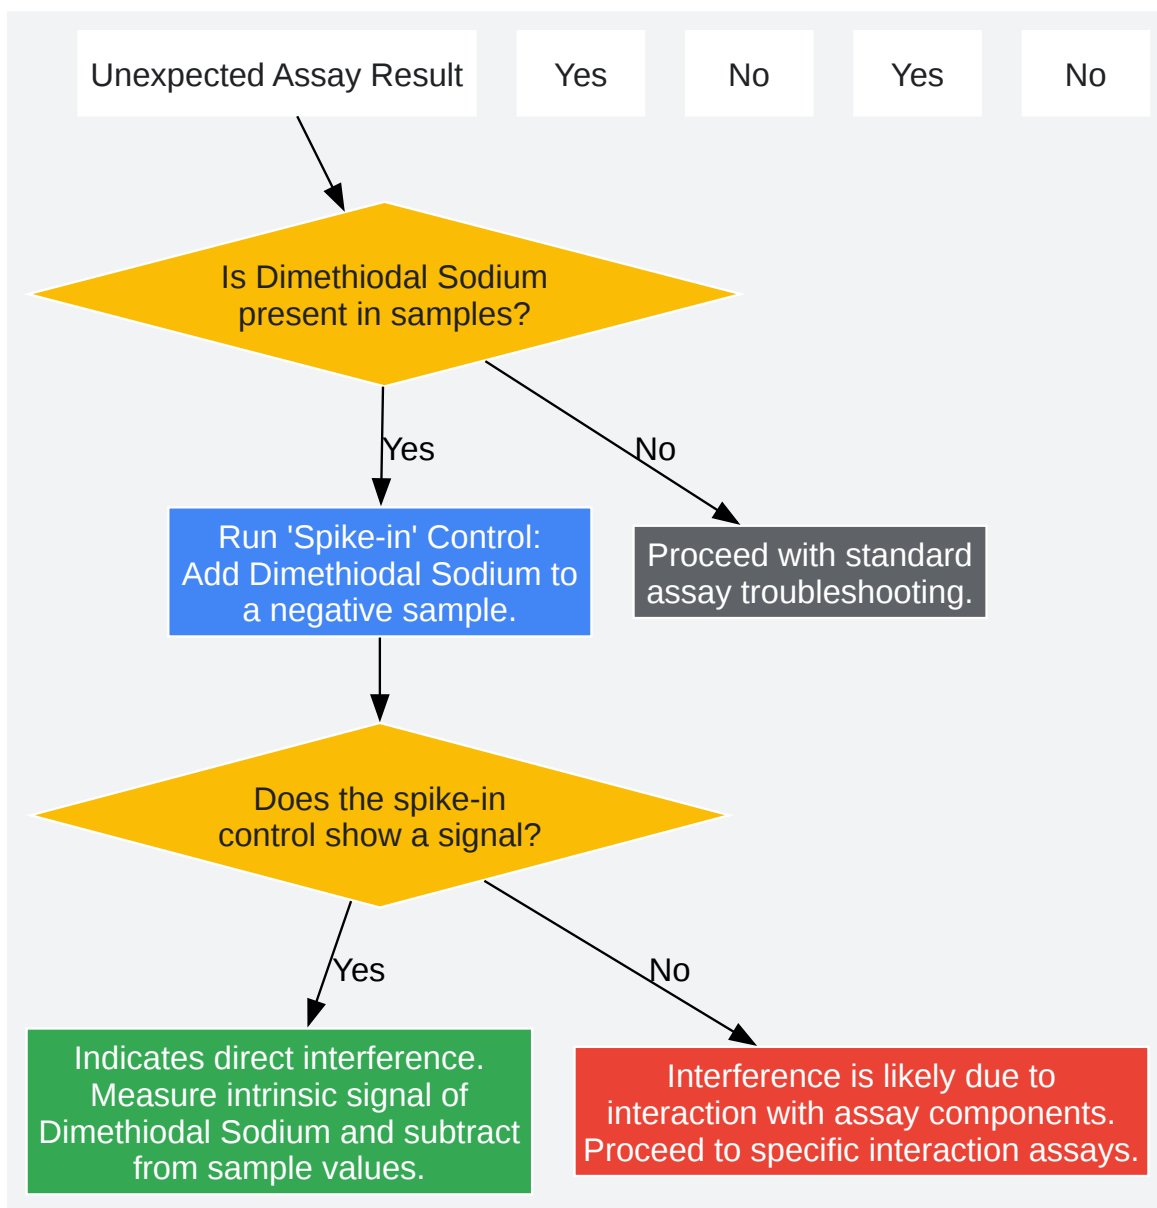 Unexpected Assay Result
Yes
No
Yes
No
Is Dimethiodal Sodium
present in samples?
Yes
No
Run 'Spike-in' Control:
Add Dimethiodal Sodium to
a negative sample.
Proceed with standard
assay troubleshooting.
Does the spike-in
control show a signal?
Yes
No
Indicates direct interference.
Measure intrinsic signal of
Dimethiodal Sodium and subtract
from sample values.
Interference is likely due to
interaction with assay components.
Proceed to specific interaction assays.